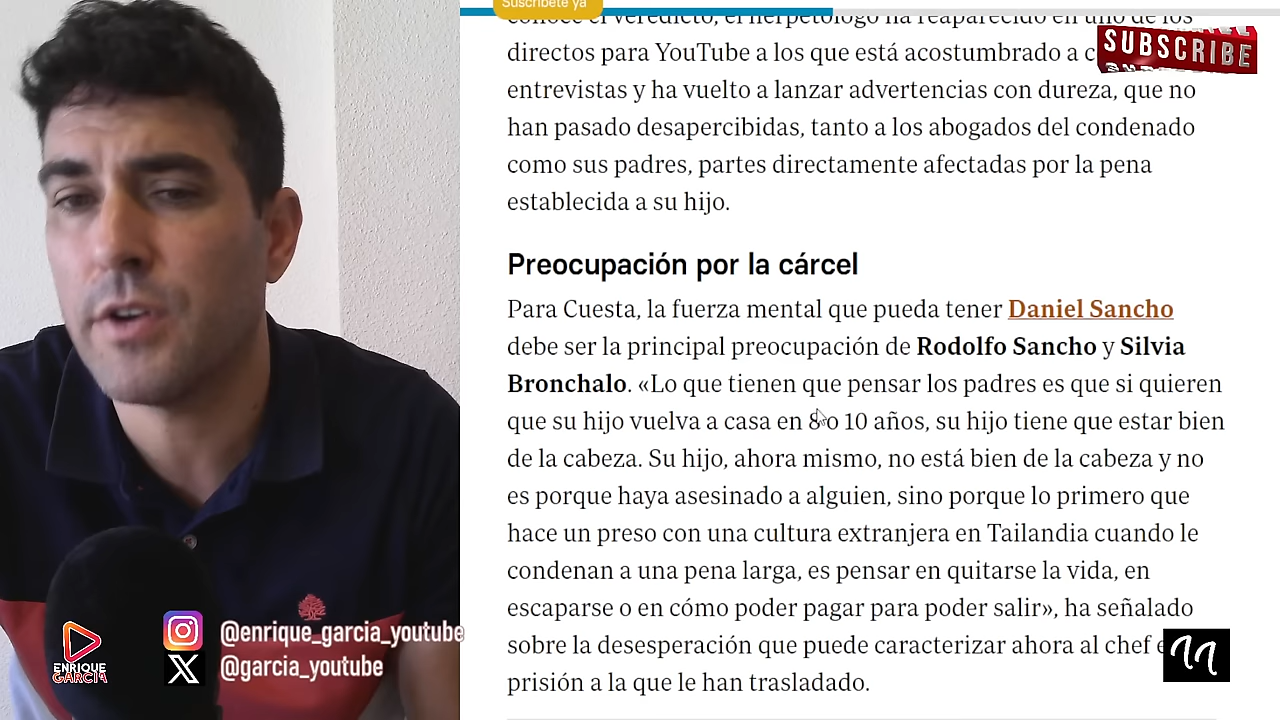 Suscríbete ya
conoce el veredicto, el herpetólogo ha reaparecido en uno de los
directos para YouTube a los que está acostumbrado a c
entrevistas y ha vuelto a lanzar advertencias con dureza, que no
han pasado desapercibidas, tanto a los abogados del condenado
como sus padres, partes directamente afectadas por la pena
establecida a su hijo.
SUBSCRIBE
Preocupación por la cárcel
Para Cuesta, la fuerza mental que pueda tener Daniel Sancho
debe ser la principal preocupación de Rodolfo Sancho y Silvia
Bronchalo. «Lo que tienen que pensar los padres es que si quieren
que su hijo vuelva a casa en 8 o 10 años, su hijo tiene que estar bien
de la cabeza. Su hijo, ahora mismo, no está bien de la cabeza y no
es porque haya asesinado a alguien, sino porque lo primero que
hace un preso con una cultura extranjera en Tailandia cuando le
condenan a una pena larga, es pensar en quitarse la vida, en
escaparse o en cómo poder pagar para poder salir», ha señalado
sobre la desesperación que puede caracterizar ahora al chef e
prisión a la que le han trasladado.
ENRIQUE
GARCIA
@enrique_garcia_youtube
@garcia_youtube